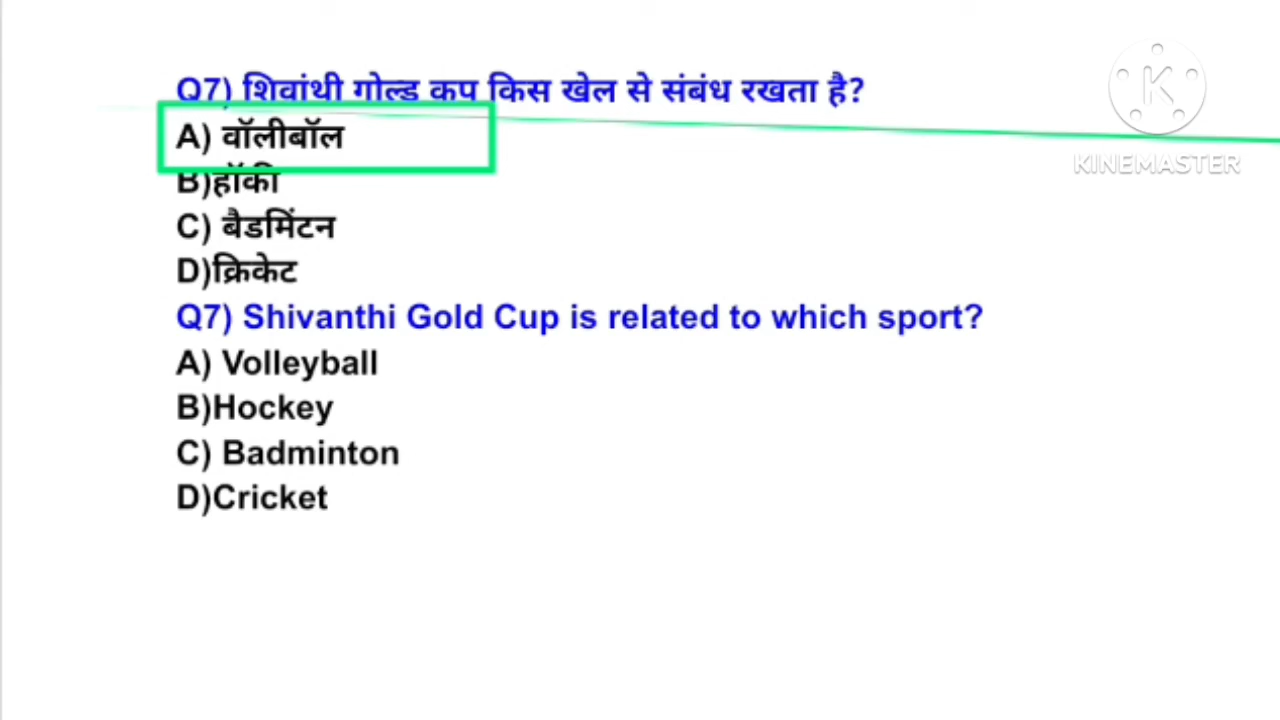 Q7) शिवांथी गोल्ड कप किस खेल से संबंध रखता है?
A) वॉलीबॉल
B)हॉकी
C) बैडमिंटन
D)क्रिकेट
Q7) Shivanthi Gold Cup is related to which sport?
A) Volleyball
B)Hockey
C) Badminton
D)Cricket
K
KINEMASTER